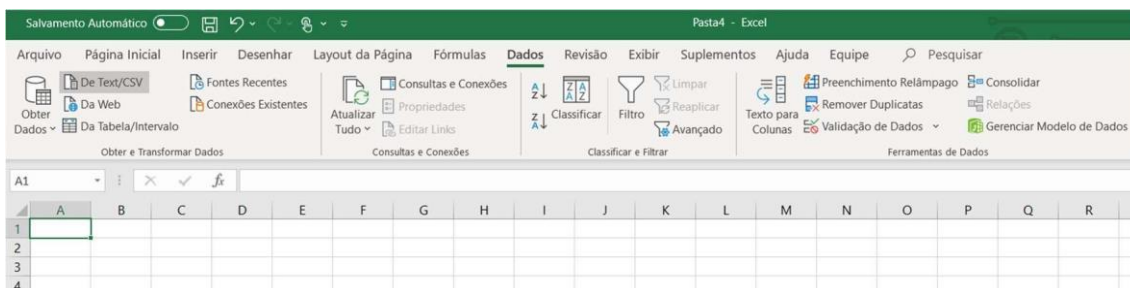 Salvamento Automático
Pasta4 - Excel
Arquivo Página Inicial Inserir Desenhar Layout da Página Fórmulas Dados Revisão Exibir Suplementos Ajuda Equipe Pesquisar
Obter Dados
De Text/CSV
Da Web
Da Tabela/Intervalo
Fontes Recentes
Conexões Existentes
Obter e Transformar Dados
Atualizar Tudo
Consultas e Conexões
Propriedades
Editar Links
Consultas e Conexões
Classificar
Filtro
Limpar
Reaplicar
Avançado
Classificar e Filtrar
Texto para Colunas
Preenchimento Relâmpago
Remover Duplicatas
Validação de Dados
Consolidar
Relações
Gerenciar Modelo de Dados
Ferramentas de Dados
A1 fx
A B C D E F G H I J K L M N O P Q R
1
2
3
4